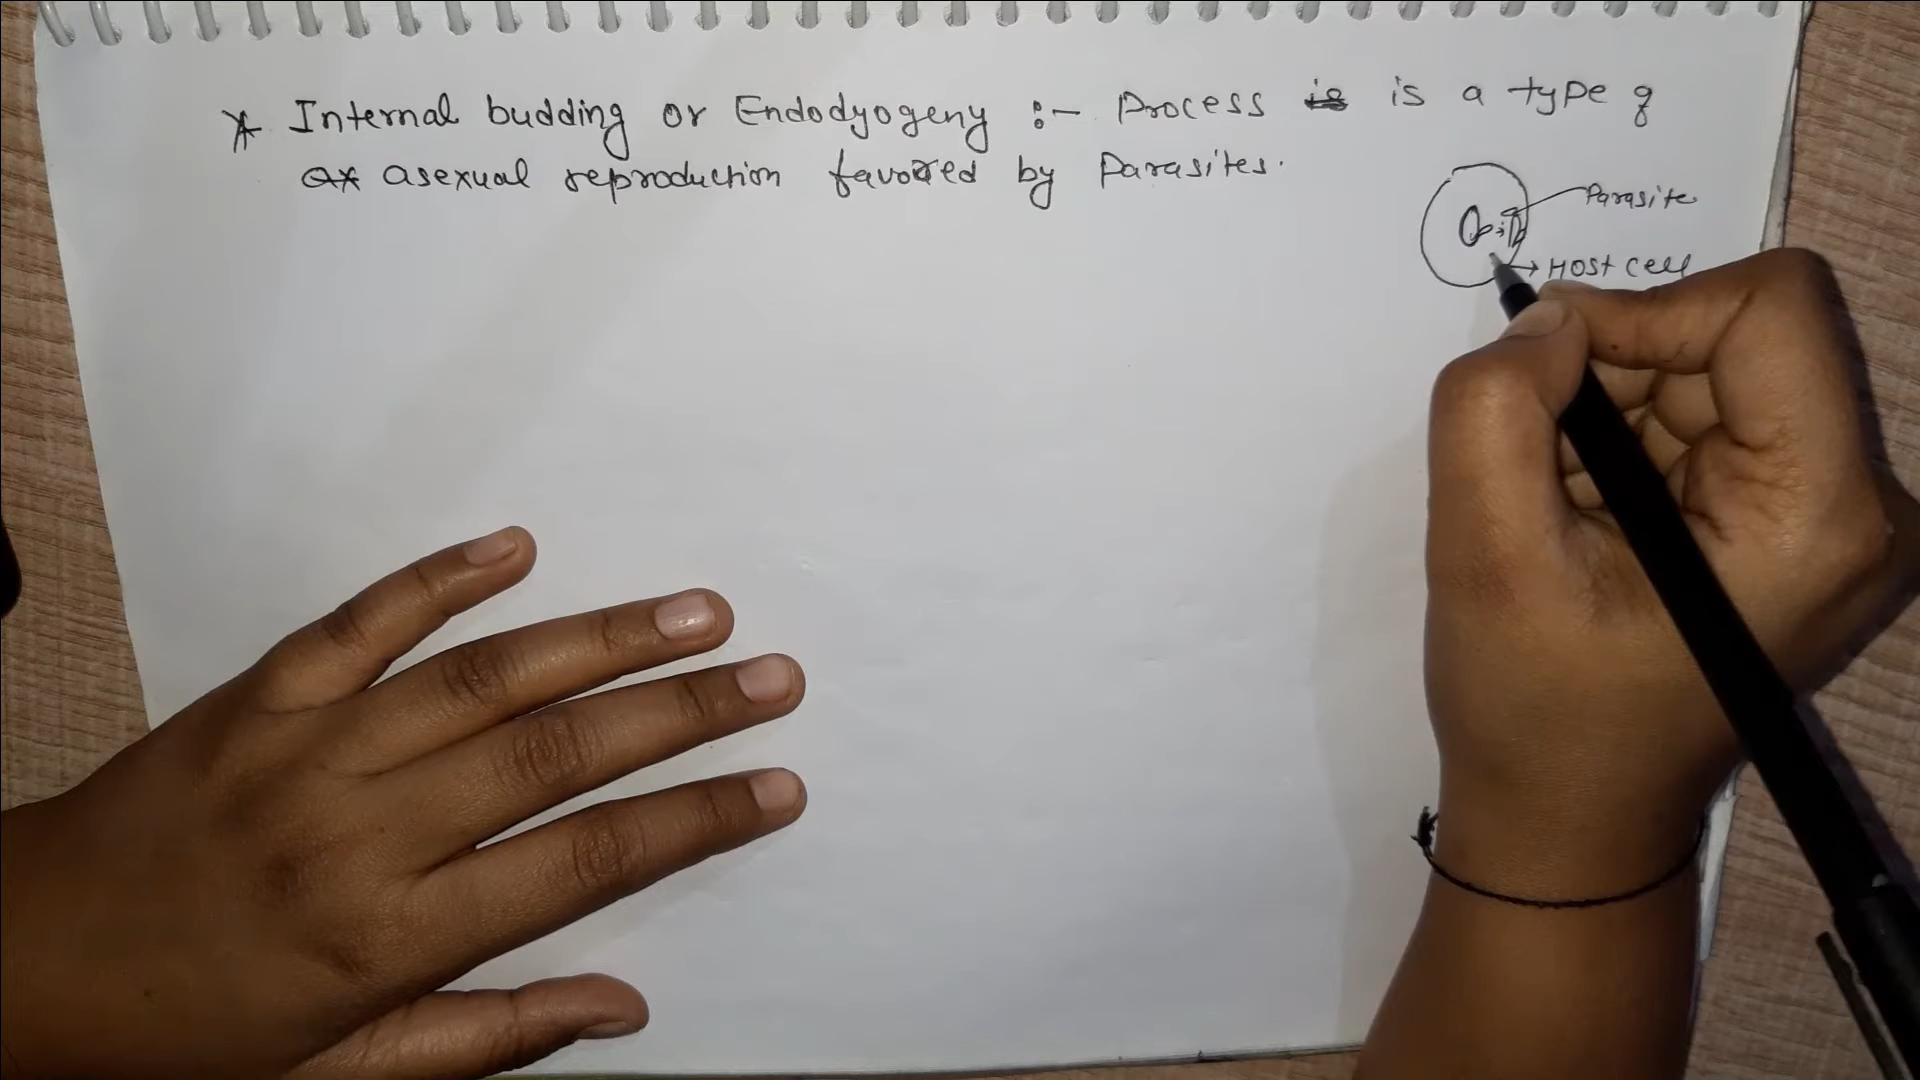 * Internal budding or Endodyogeny :- Process is is a type of
asexual reproduction favored by Parasites.
Parasite
→ Host cell